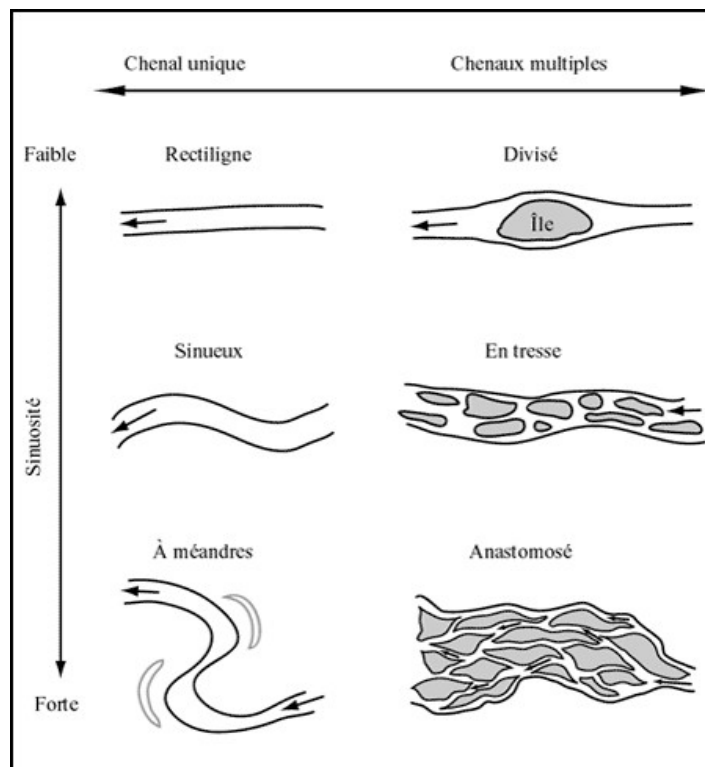 Chenal unique
Chenaux multiples
Faible
Rectiligne
Divisé
Île
Sinueux
En tresse
Sinuosité
À méandres
Anastomosé
Forte